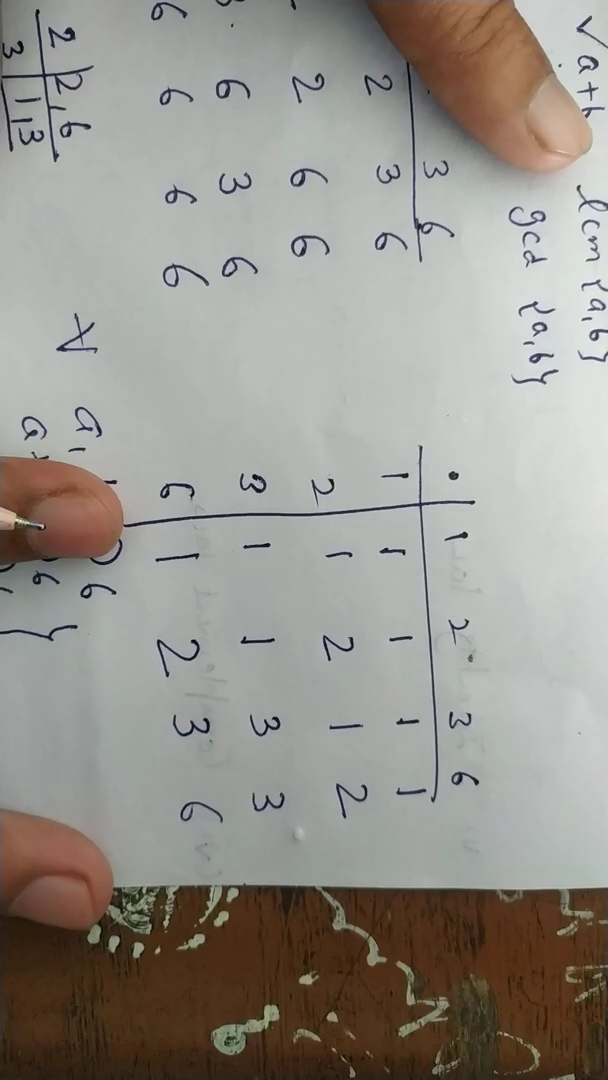 lcm {a,b}
gcd {a,b}
3 6
2 3 6
2 6 6
6 3 6
6 6 6 6
· 1 2 3 6
1 1 1 1 1
2 1 2 1 2
3 1 1 3 3
6 1 2 3 6
2 2,6
3 1,3